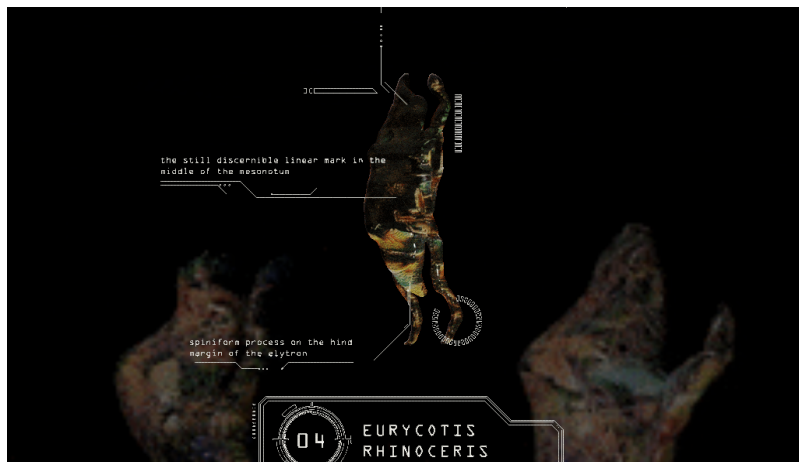 the still discernible linear mark in the
middle of the mesonotum
spiniform process on the hind
margin of the elytron
04
EURYCOTIS
RHINOCERIS